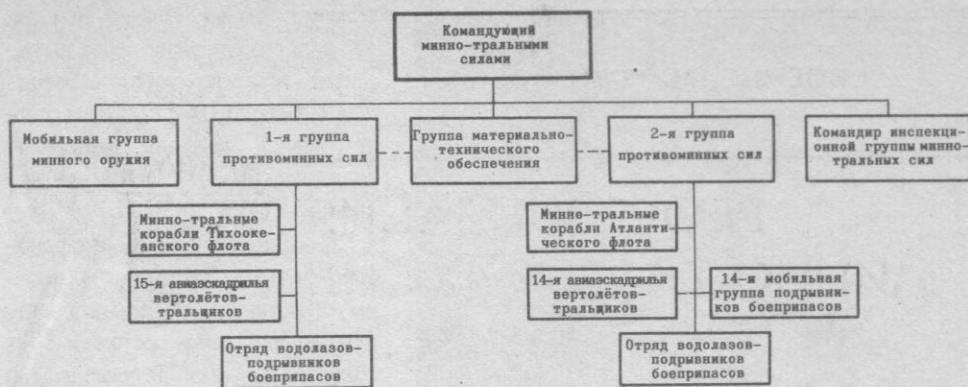 Командующий
минно-тральными
силами
Мобильная группа
минного оружия
1-я группа
противоминных сил
Группа материально-
технического
обеспечения
2-я группа
противоминных сил
Командир инспекци-
онной группы минно-
тральных сил
Минно-тральные
корабли Тихооке-
анского флота
15-я авиаэскадрилья
вертолётов-
тральщиков
Отряд водолазов-
подрывников
боеприпасов
Минно-тральные
корабли Атланти-
ческого флота
14-я авиаэскадрилья
вертолётов-
тральщиков
14-я мобильная
группа подрывни-
ков боеприпасов
Отряд водолазов-
подрывников
боеприпасов